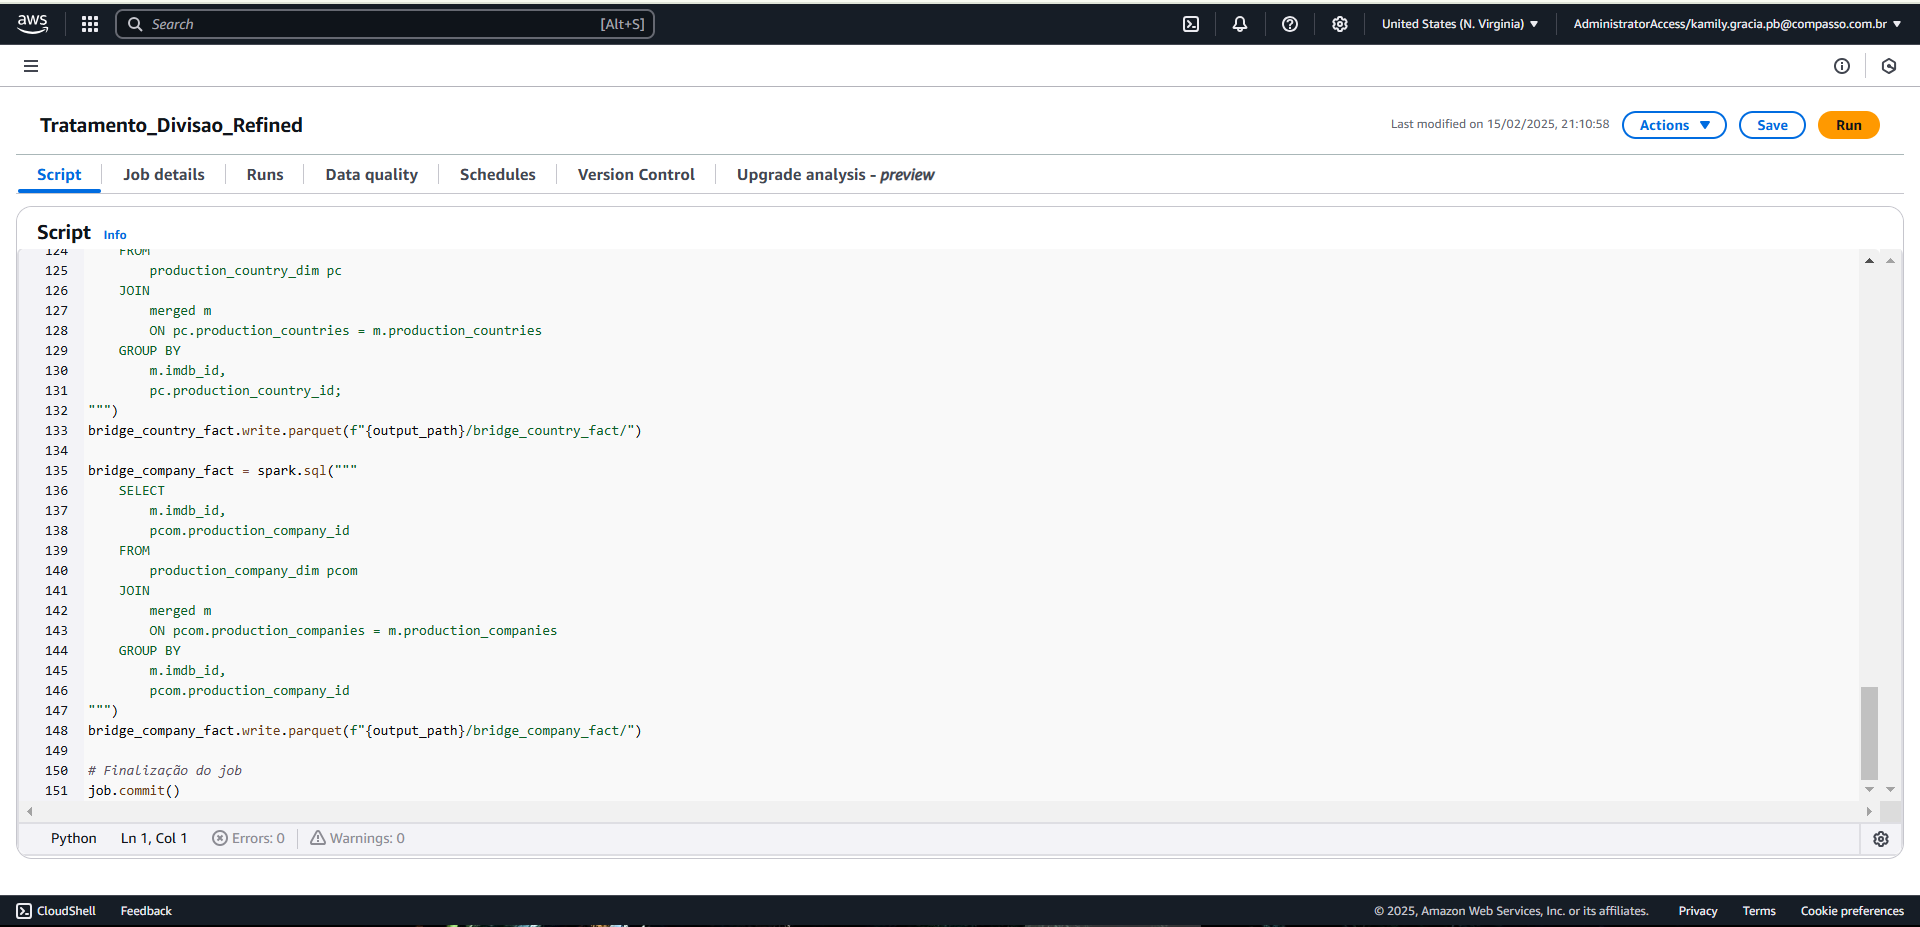 aws
Search [Alt+S]
United States (N. Virginia)
AdministratorAccess/kamily.gracia.pb@compasso.com.br
Tratamento_Divisao_Refined
Last modified on 15/02/2025, 21:10:58
Actions
Save
Run
Script
Job details
Runs
Data quality
Schedules
Version Control
Upgrade analysis - preview
Script Info
124 FROM
125 production_country_dim pc
126 JOIN
127 merged m
128 ON pc.production_countries = m.production_countries
129 GROUP BY
130 m.imdb_id,
131 pc.production_country_id;
132 """)
133 bridge_country_fact.write.parquet(f"{output_path}/bridge_country_fact/")
134
135 bridge_company_fact = spark.sql("""
136 SELECT
137 m.imdb_id,
138 pcom.production_company_id
139 FROM
140 production_company_dim pcom
141 JOIN
142 merged m
143 ON pcom.production_companies = m.production_companies
144 GROUP BY
145 m.imdb_id,
146 pcom.production_company_id
147 """)
148 bridge_company_fact.write.parquet(f"{output_path}/bridge_company_fact/")
149
150 # Finalização do job
151 job.commit()
Python Ln 1, Col 1 Errors: 0 Warnings: 0
CloudShell Feedback
© 2025, Amazon Web Services, Inc. or its affiliates. Privacy Terms Cookie preferences